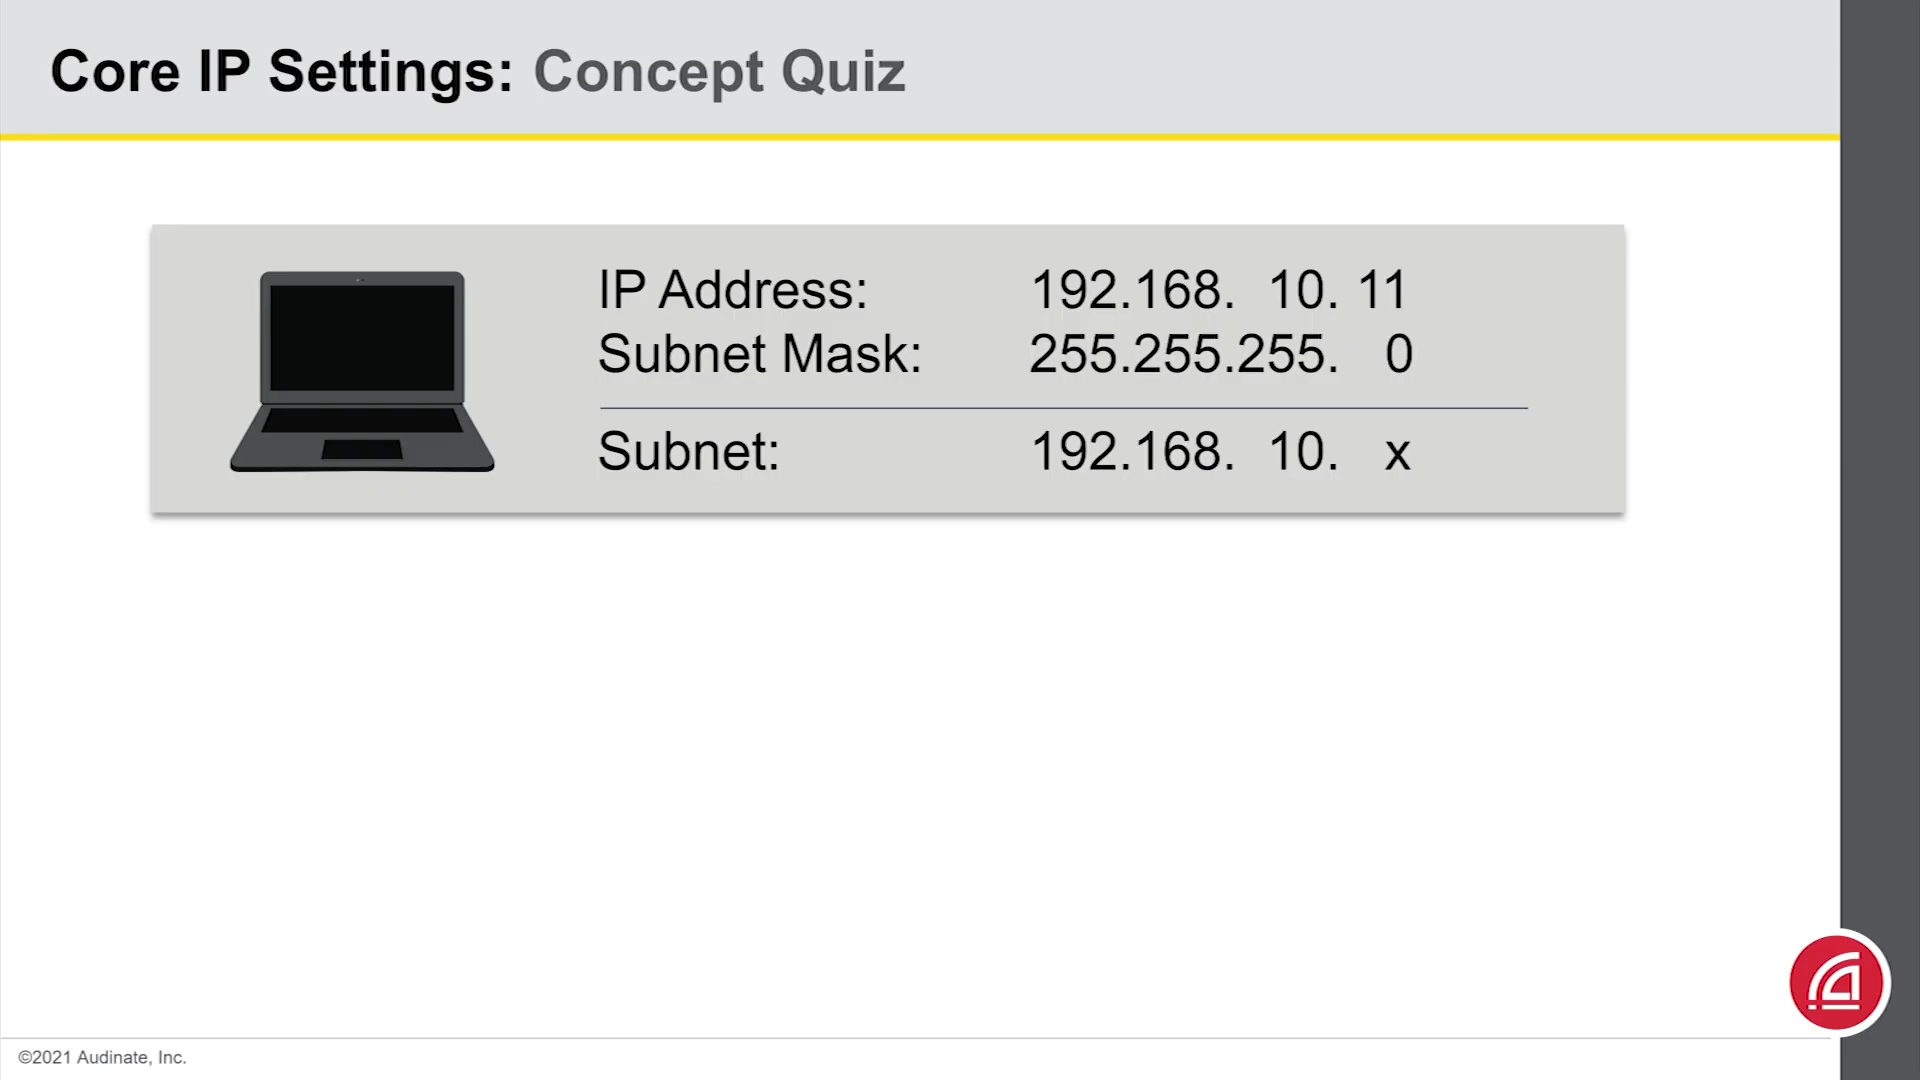 Core IP Settings: Concept Quiz
IP Address: 192.168. 10. 11
Subnet Mask: 255.255.255. 0
Subnet: 192.168. 10. x
©2021 Audinate, Inc.